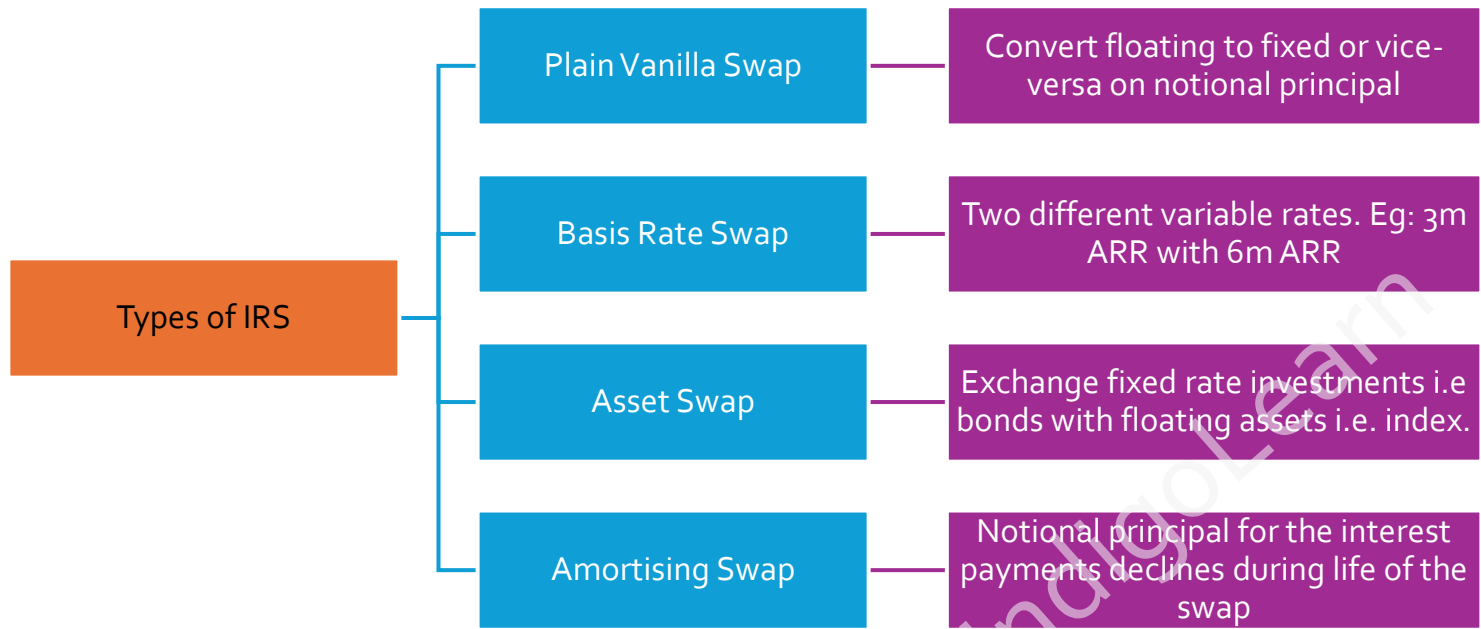 Types of IRS
Plain Vanilla Swap
Convert floating to fixed or vice-
versa on notional principal
Basis Rate Swap
Two different variable rates. Eg: 3m
ARR with 6m ARR
Asset Swap
Exchange fixed rate investments i.e
bonds with floating assets i.e. index.
Amortising Swap
Notional principal for the interest
payments declines during life of the
swap
indigoLearn